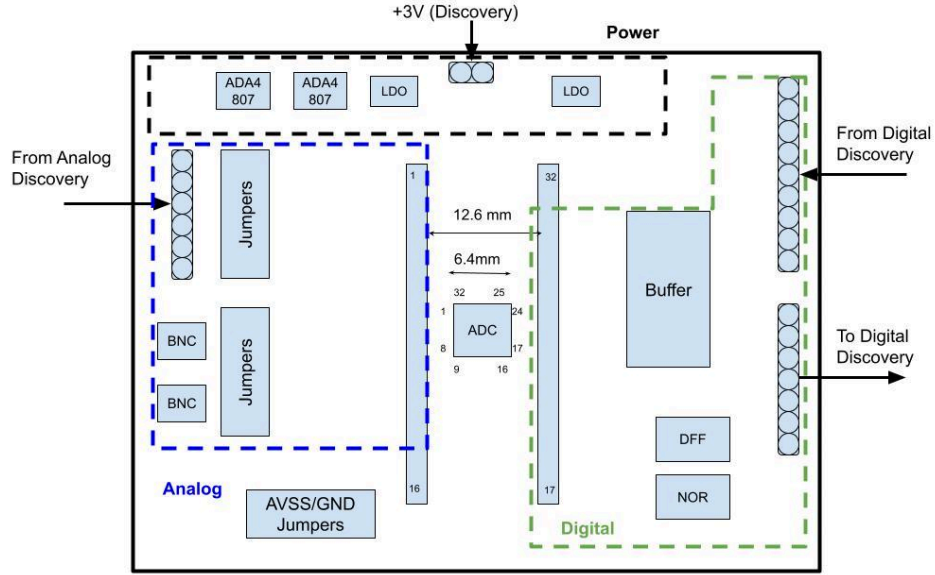 +3V (Discovery)
Power
ADA4
807
ADA4
807
LDO
LDO
From Analog
Discovery
From Digital
Discovery
Jumpers
1
32
12.6 mm
6.4mm
32
25
1
24
ADC
8
17
9
16
Buffer
BNC
BNC
Jumpers
To Digital
Discovery
DFF
NOR
Analog
16
17
AVSS/GND
Jumpers
Digital